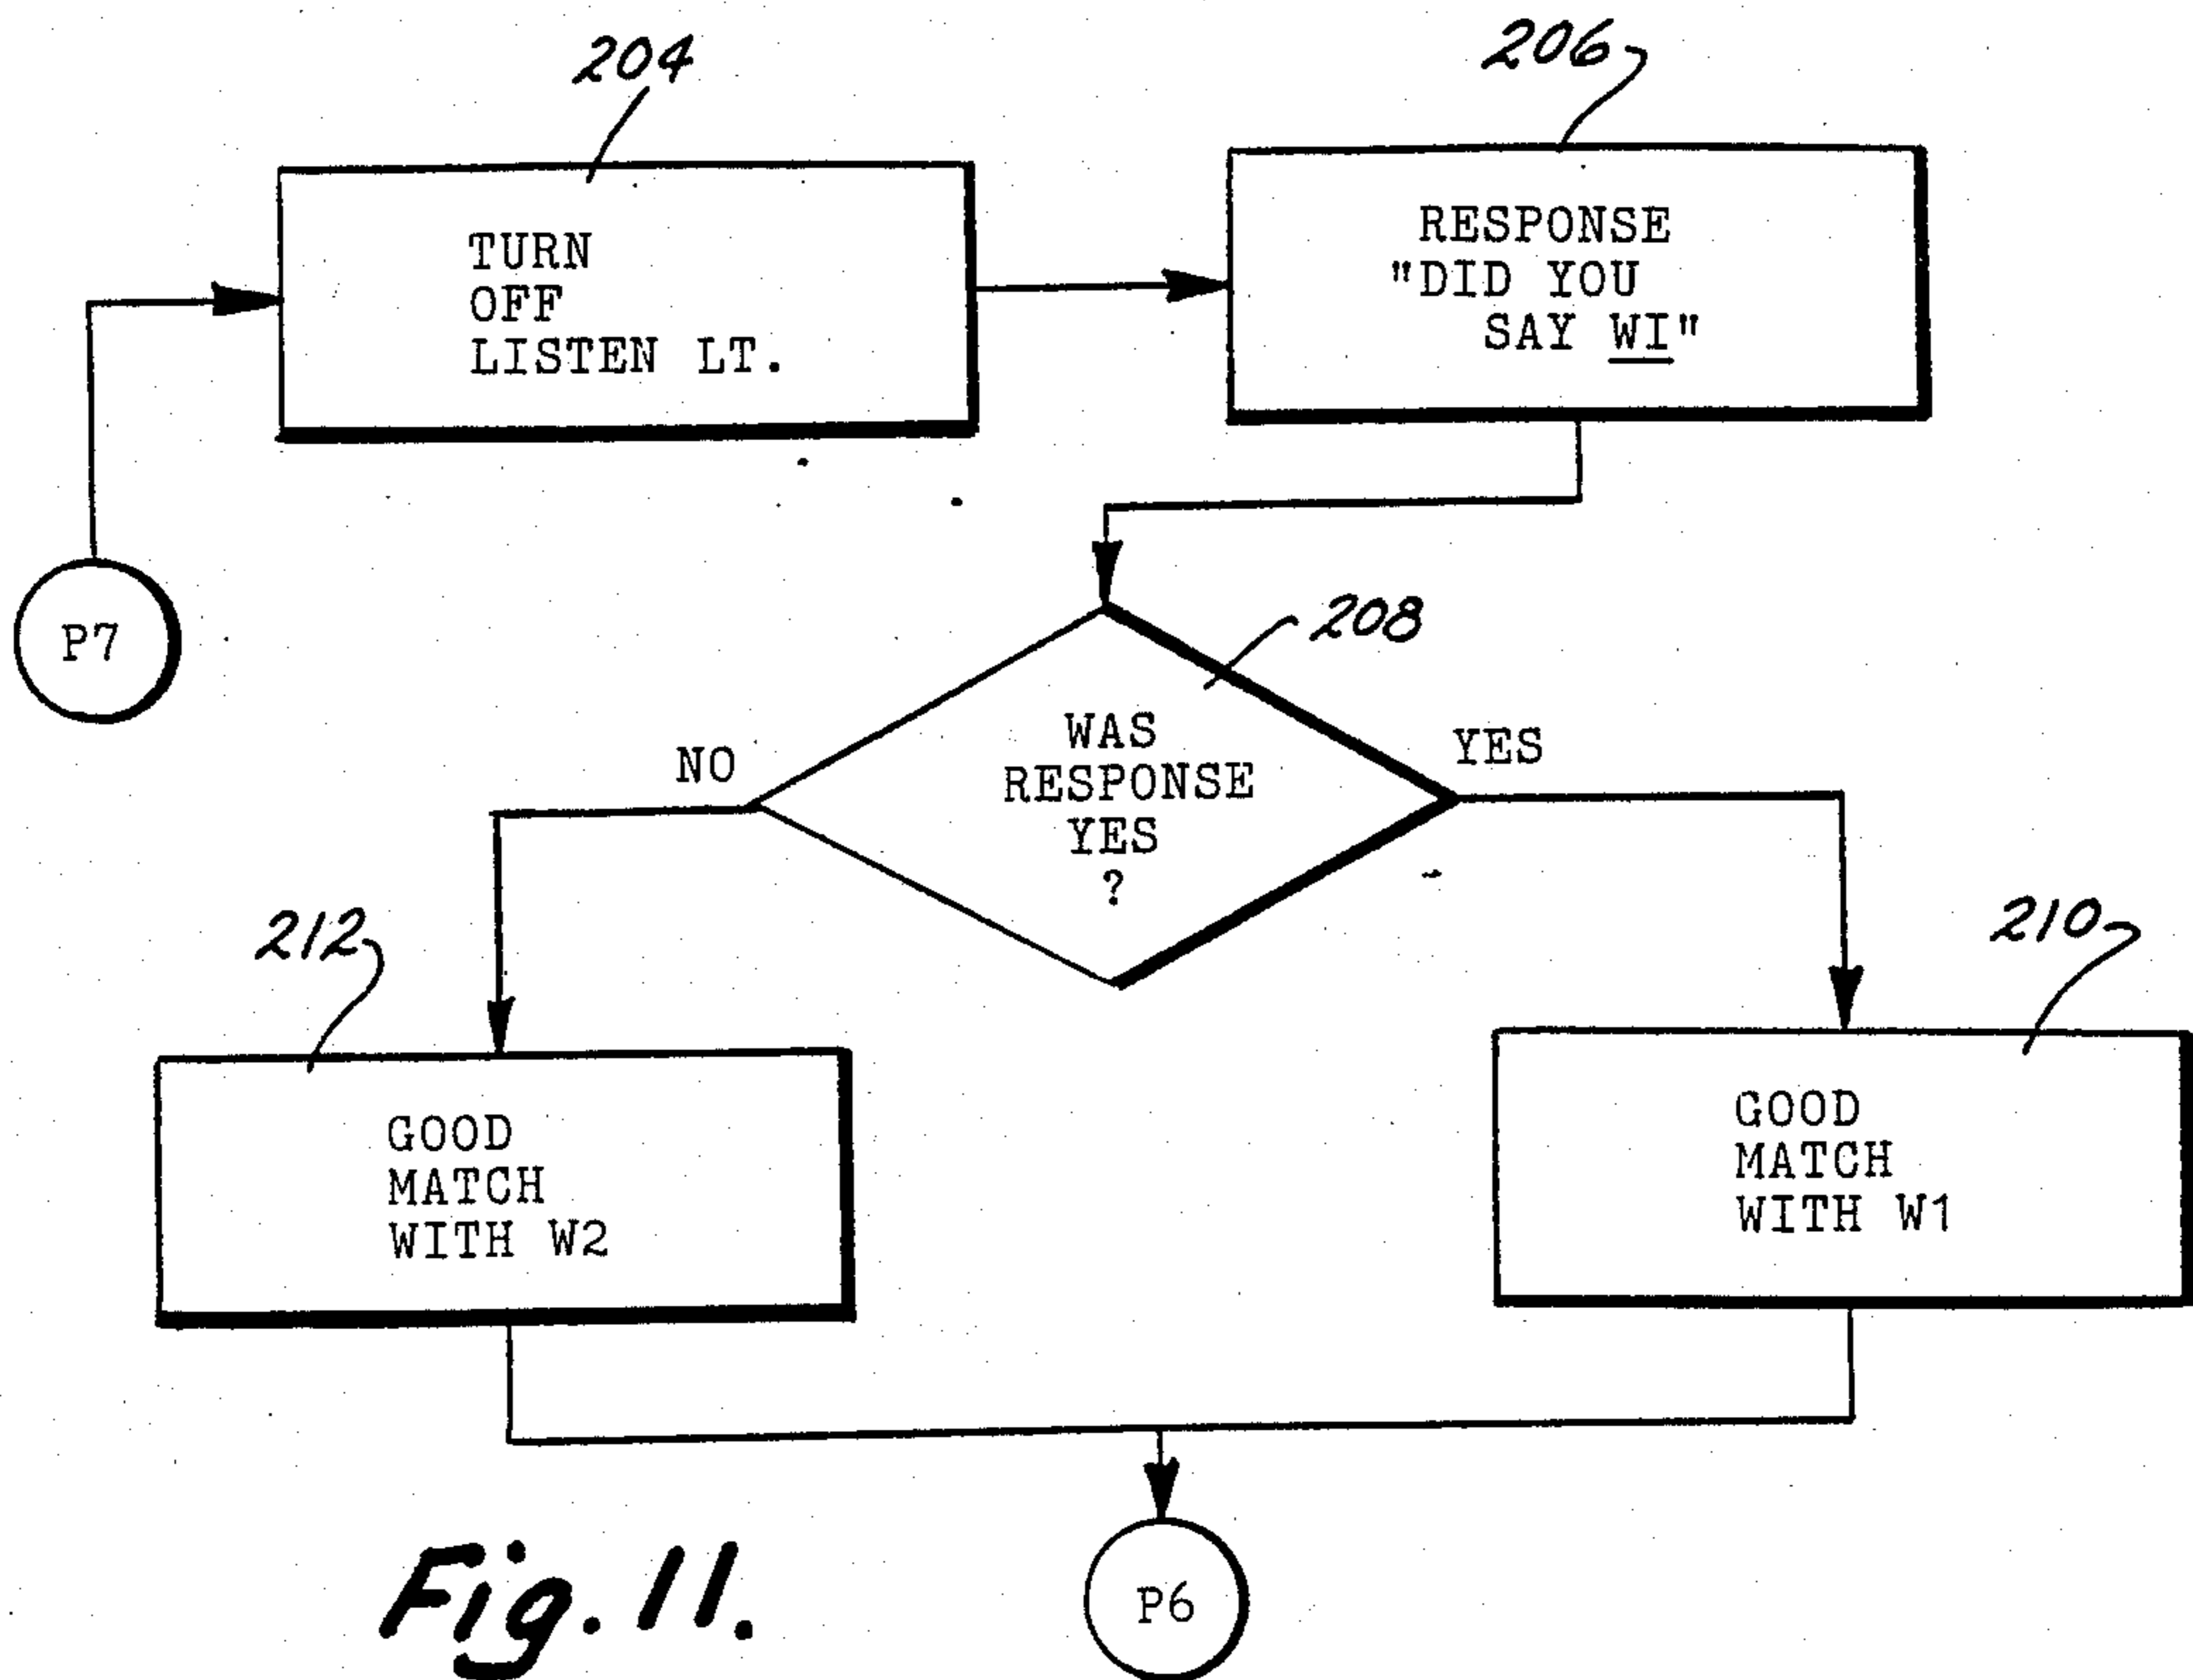 204
206
TURN
OFF
LISTEN LT.
RESPONSE
"DID YOU
SAY WI"
P7
208
WAS
RESPONSE
YES
?
NO
YES
212
210
GOOD
MATCH
WITH W2
GOOD
MATCH
WITH W1
P6
Fig. 11.